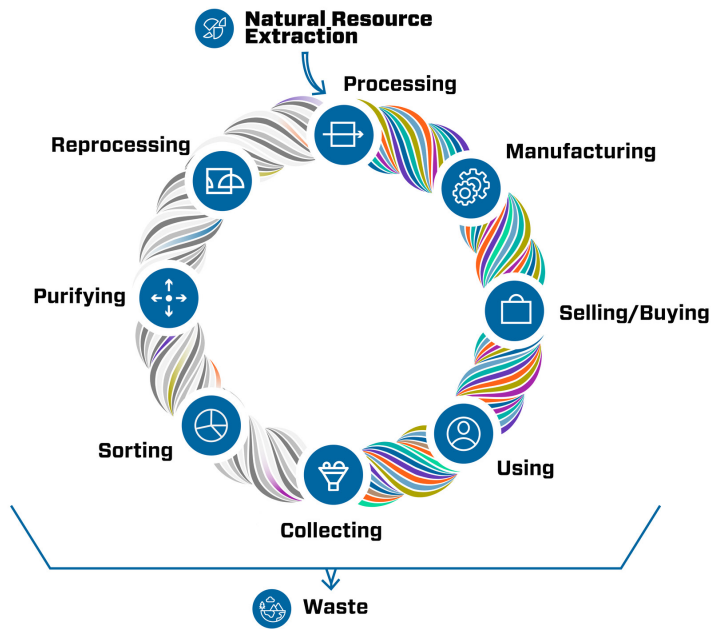 Natural Resource
Extraction
Processing
Reprocessing
Manufacturing
Purifying
Selling/Buying
Sorting
Using
Collecting
Waste